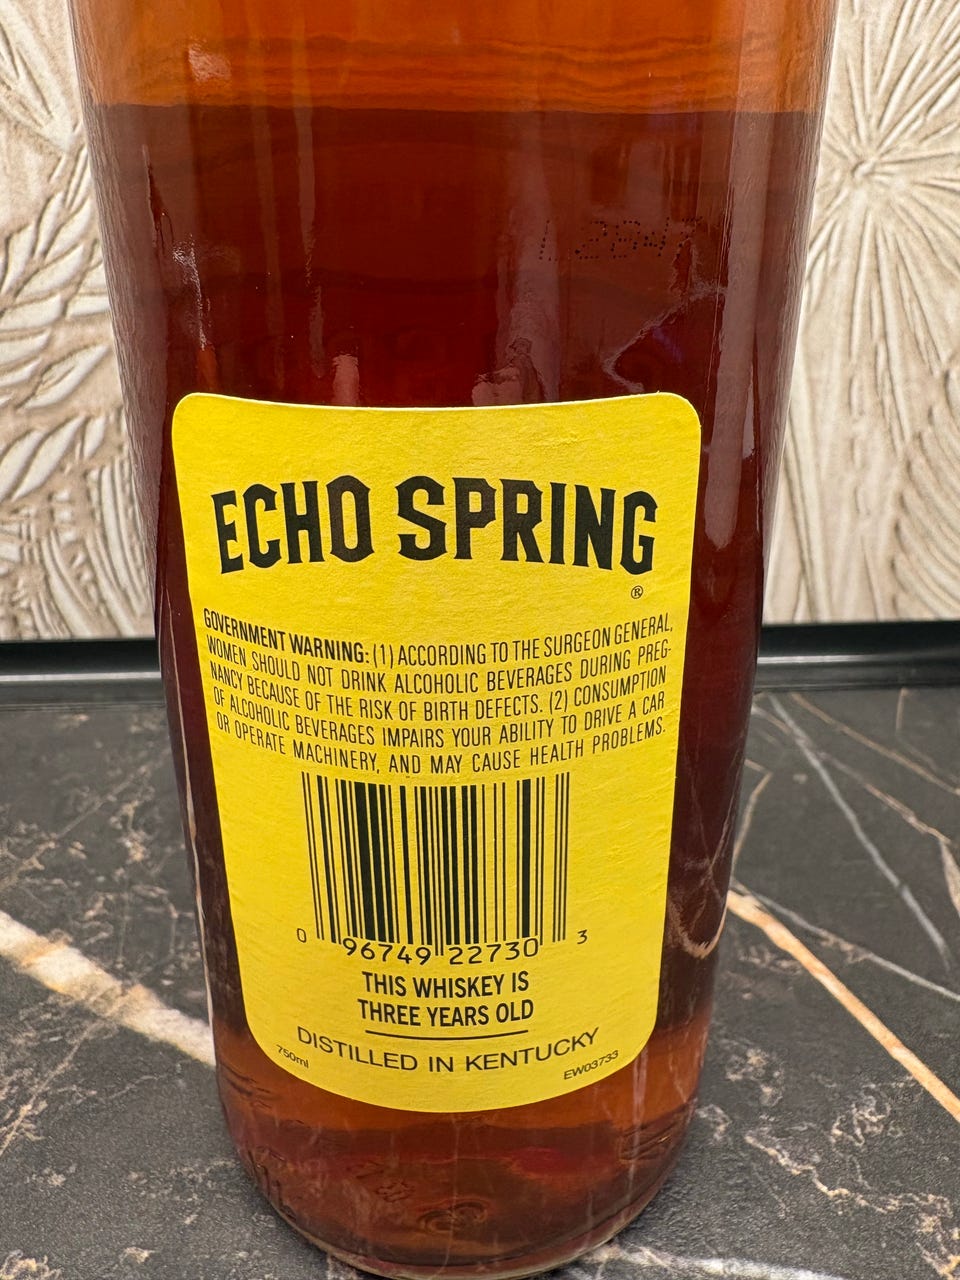 ECHO SPRING
®
GOVERNMENT WARNING: (1) ACCORDING TO THE SURGEON GENERAL,
WOMEN SHOULD NOT DRINK ALCOHOLIC BEVERAGES DURING PREG-
NANCY BECAUSE OF THE RISK OF BIRTH DEFECTS. (2) CONSUMPTION
OF ALCOHOLIC BEVERAGES IMPAIRS YOUR ABILITY TO DRIVE A CAR
OR OPERATE MACHINERY, AND MAY CAUSE HEALTH PROBLEMS.
0 96749 22730 3
THIS WHISKEY IS
THREE YEARS OLD
DISTILLED IN KENTUCKY
750ml
EW03733